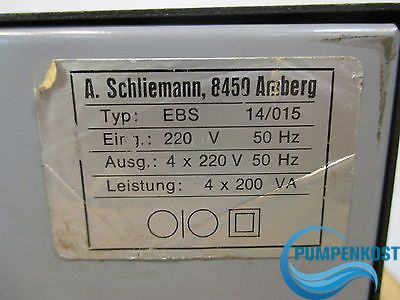 A. Schliemann, 8450 Amberg
Typ: EBS 14/015
Eing.: 220 V 50 Hz
Ausg.: 4 x 220 V 50 Hz
Leistung: 4 x 200 VA
PUMPENKOST